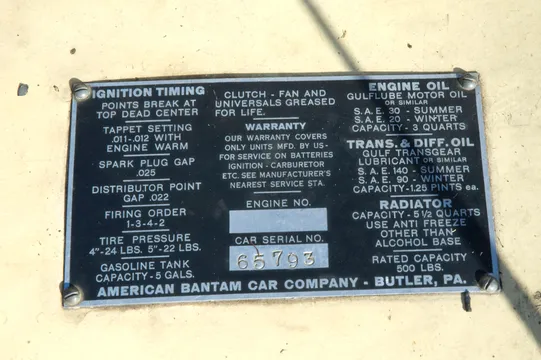 IGNITION TIMING
POINTS BREAK AT
TOP DEAD CENTER
TAPPET SETTING
.011-.012 WITH
ENGINE WARM
SPARK PLUG GAP
.025
DISTRIBUTOR POINT
GAP .022
FIRING ORDER
1-3-4-2
TIRE PRESSURE
4"-24 LBS. 5"-22 LBS.
GASOLINE TANK
CAPACITY-5 GALS.
CLUTCH - FAN AND
UNIVERSALS GREASED
FOR LIFE.
WARRANTY
OUR WARRANTY COVERS
ONLY UNITS MFD. BY US-
FOR SERVICE ON BATTERIES
IGNITION - CARBURETOR
ETC. SEE MANUFACTURER'S
NEAREST SERVICE STA.
ENGINE NO.
CAR SERIAL NO.
65793
ENGINE OIL
GULFLUBE MOTOR OIL
OR SIMILAR
S.A.E. 30 - SUMMER
S.A.E. 20 - WINTER
CAPACITY - 3 QUARTS
TRANS. & DIFF. OIL
GULF TRANSGEAR
LUBRICANT OR SIMILAR
S.A.E. 140 - SUMMER
S.A.E. 90 - WINTER
CAPACITY-1.25 PINTS ea.
RADIATOR
CAPACITY - 5 1/2 QUARTS
USE ANTI FREEZE
OTHER THAN
ALCOHOL BASE
RATED CAPACITY
500 LBS.
AMERICAN BANTAM CAR COMPANY - BUTLER, PA.